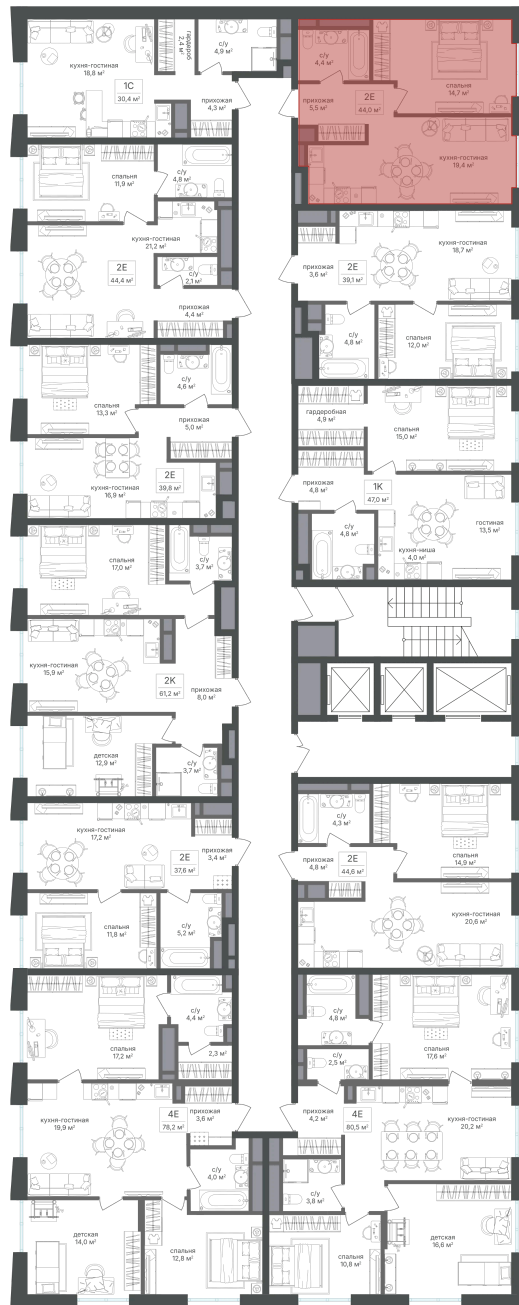 кухня-гостиная
18,8 м²
гардероб
2,4 м²
с/у
4,9 м²
1С
30,4 м²
прихожая
4,3 м²
с/у
4,4 м²
спальня
14,7 м²
прихожая
5,5 м²
2Е
44,0 м²
кухня-гостиная
19,4 м²
спальня
11,9 м²
с/у
4,8 м²
кухня-гостиная
21,2 м²
2Е
44,4 м²
с/у
2,1 м²
прихожая
4,4 м²
кухня-гостиная
18,7 м²
прихожая
3,6 м²
2Е
39,1 м²
с/у
4,8 м²
спальня
12,0 м²
спальня
13,3 м²
с/у
4,6 м²
прихожая
5,0 м²
2Е
39,8 м²
кухня-гостиная
16,9 м²
гардеробная
4,9 м²
спальня
15,0 м²
прихожая
4,8 м²
1К
47,0 м²
гостиная
13,5 м²
с/у
4,8 м²
кухня-ниша
4,0 м²
спальня
17,0 м²
с/у
3,7 м²
кухня-гостиная
15,9 м²
2К
61,2 м²
прихожая
8,0 м²
детская
12,9 м²
с/у
3,7 м²
кухня-гостиная
17,2 м²
прихожая
3,4 м²
2Е
37,6 м²
спальня
11,8 м²
с/у
5,2 м²
с/у
4,3 м²
спальня
14,9 м²
прихожая
4,8 м²
2Е
44,6 м²
кухня-гостиная
20,6 м²
спальня
17,2 м²
с/у
4,4 м²
2,3 м²
с/у
4,8 м²
с/у
2,5 м²
спальня
17,6 м²
кухня-гостиная
19,9 м²
4Е
78,2 м²
прихожая
3,6 м²
с/у
4,0 м²
прихожая
4,2 м²
4Е
80,5 м²
кухня-гостиная
20,2 м²
с/у
3,8 м²
детская
14,0 м²
спальня
12,8 м²
спальня
10,8 м²
детская
16,6 м²